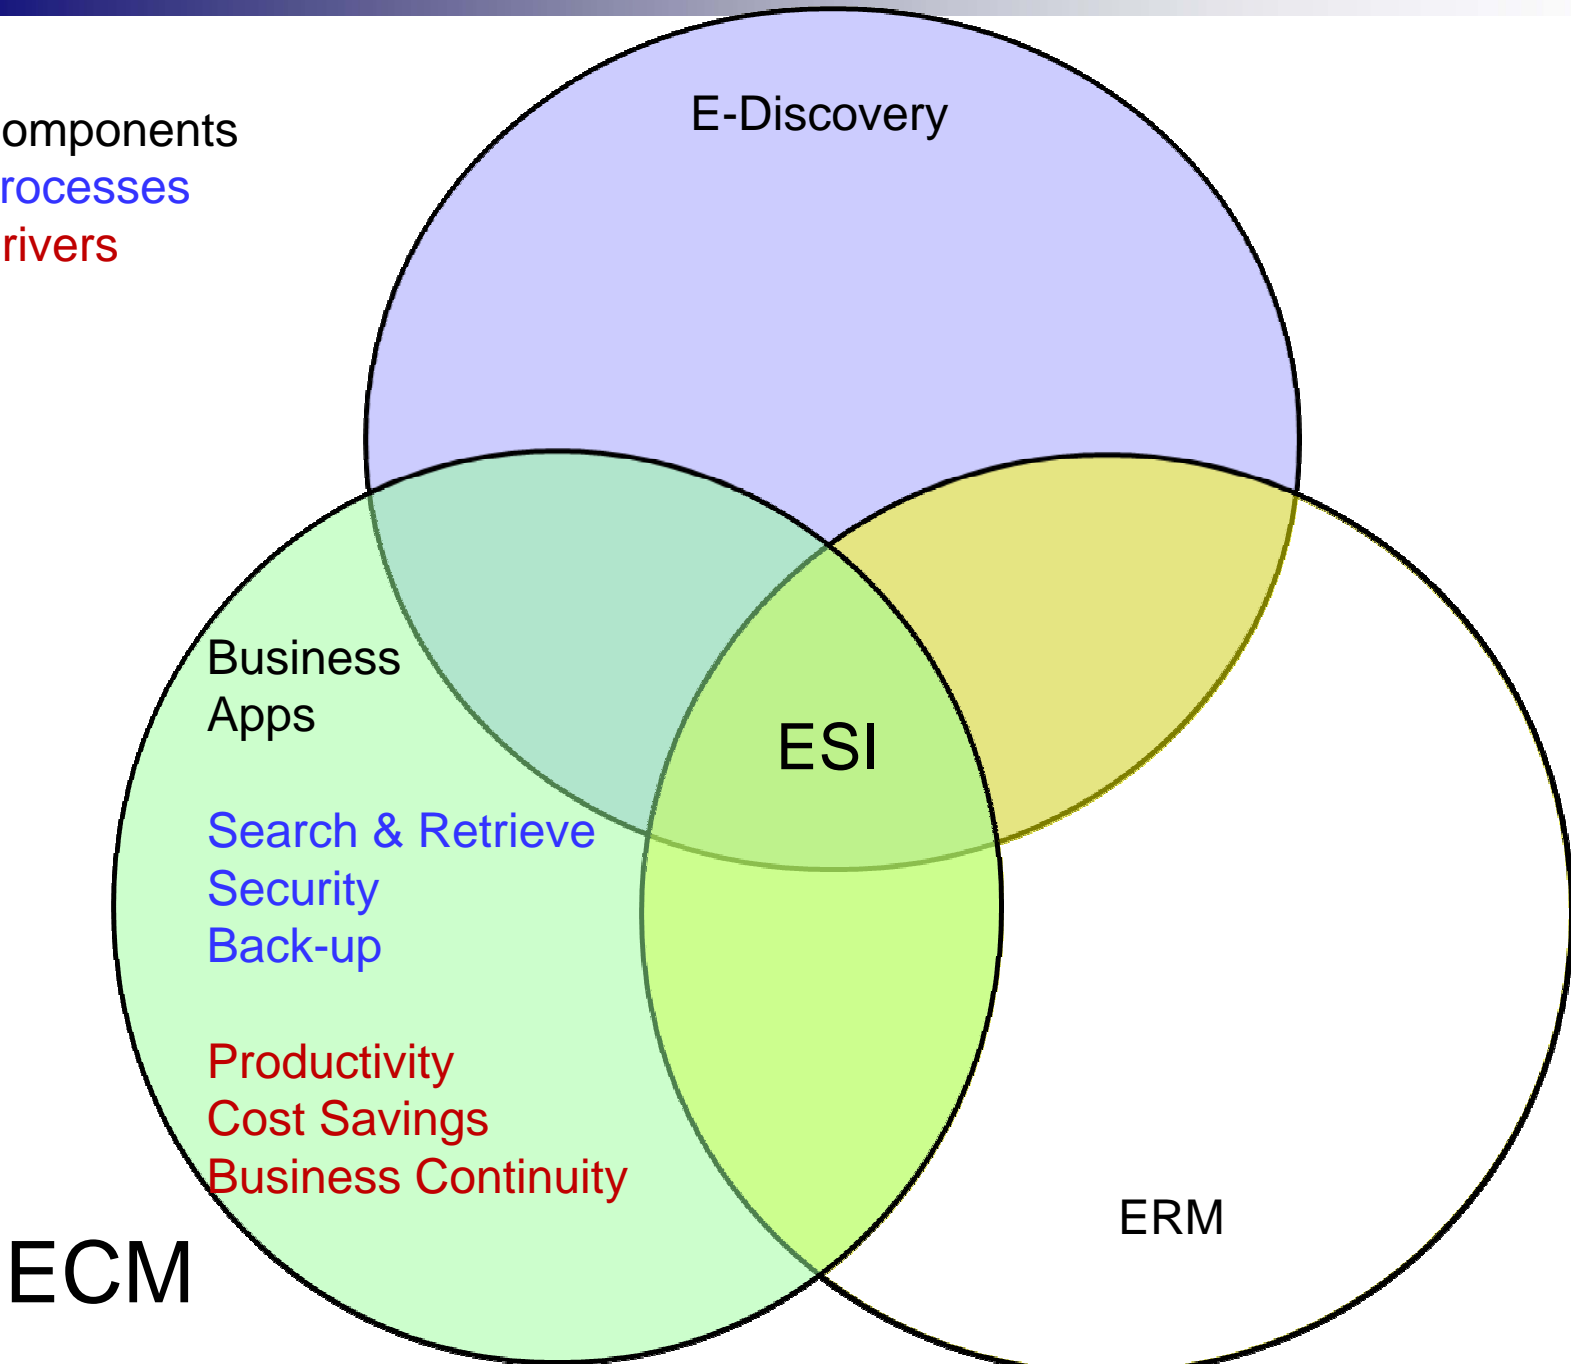 E-Discovery
omponents
rocesses
rivers
Business
Apps
ESI
Search & Retrieve
Security
Back-up
Productivity
Cost Savings
Business Continuity
ERM
ECM